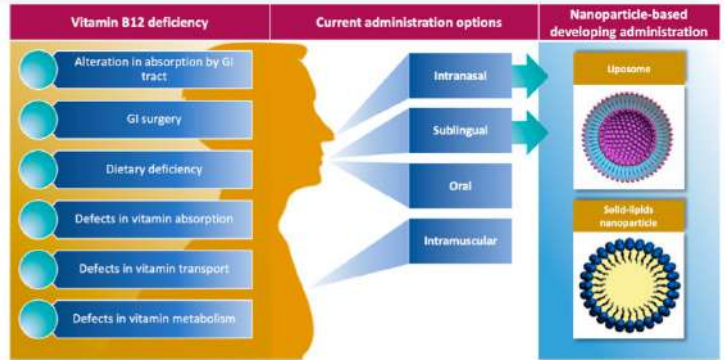 Vitamin B12 deficiency
Current administration options
Nanoparticle-based
developing administration
Alteration in absorption by GI
tract
GI surgery
Dietary deficiency
Defects in vitamin absorption
Defects in vitamin transport
Defects in vitamin metabolism
Intranasal
Sublingual
Oral
Intramuscular
Liposome
Solid-lipids
nanoparticle